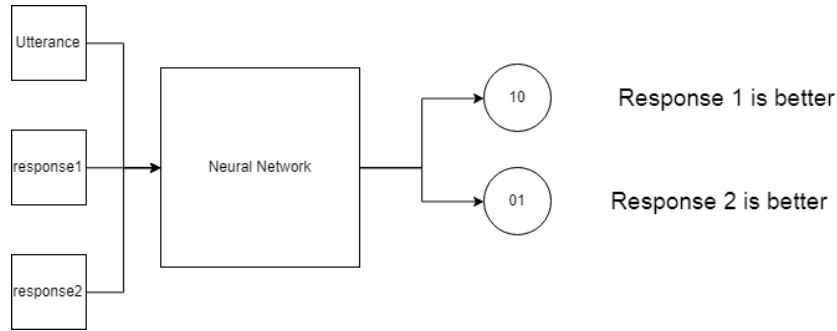 Utterance
response1
response2
Neural Network
10
Response 1 is better
01
Response 2 is better